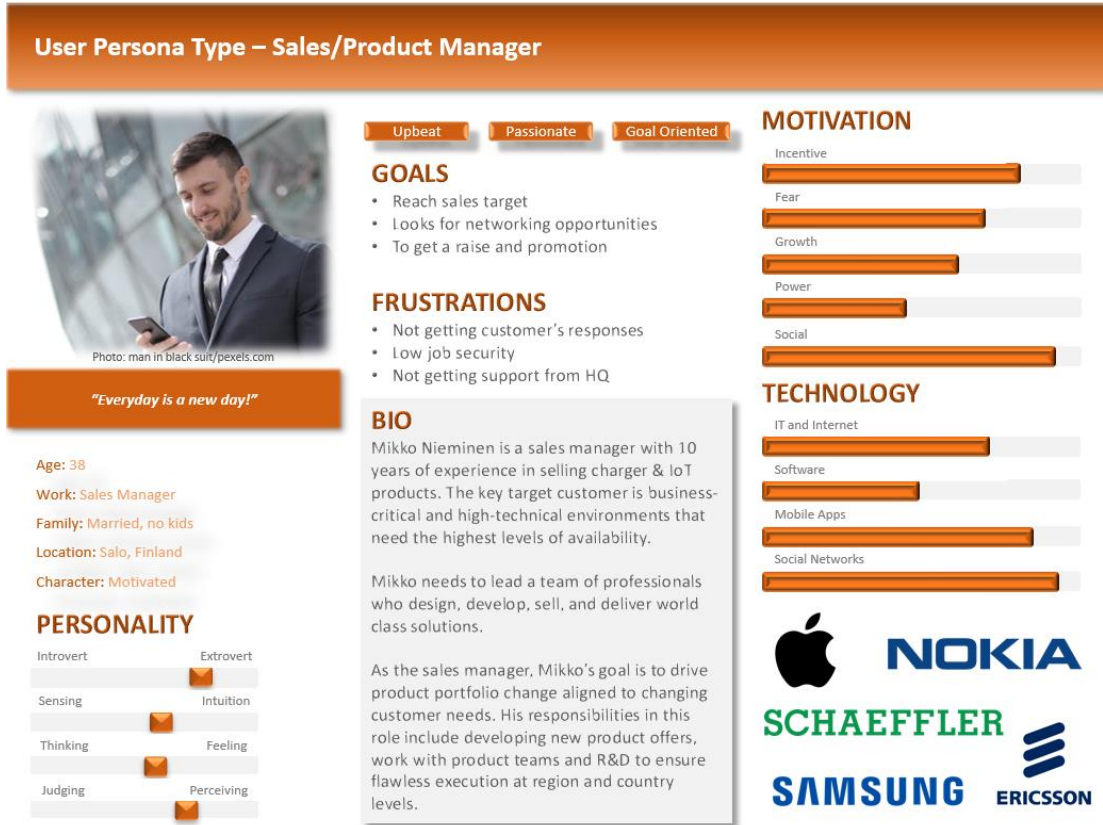 User Persona Type – Sales/Product Manager
Photo: man in black suit/pexels.com
“Everyday is a new day!”
Age: 38
Work: Sales Manager
Family: Married, no kids
Location: Salo, Finland
Character: Motivated
PERSONALITY
Introvert Extrovert
Sensing Intuition
Thinking Feeling
Judging Perceiving
Upbeat Passionate Goal Oriented
GOALS
• Reach sales target
• Looks for networking opportunities
• To get a raise and promotion
FRUSTRATIONS
• Not getting customer’s responses
• Low job security
• Not getting support from HQ
BIO
Mikko Nieminen is a sales manager with 10
years of experience in selling charger & IoT
products. The key target customer is business-
critical and high-technical environments that
need the highest levels of availability.
Mikko needs to lead a team of professionals
who design, develop, sell, and deliver world
class solutions.
As the sales manager, Mikko’s goal is to drive
product portfolio change aligned to changing
customer needs. His responsibilities in this
role include developing new product offers,
work with product teams and R&D to ensure
flawless execution at region and country
levels.
MOTIVATION
Incentive
Fear
Growth
Power
Social
TECHNOLOGY
IT and Internet
Software
Mobile Apps
Social Networks
NOKIA
SCHAEFFLER
SAMSUNG
ERICSSON